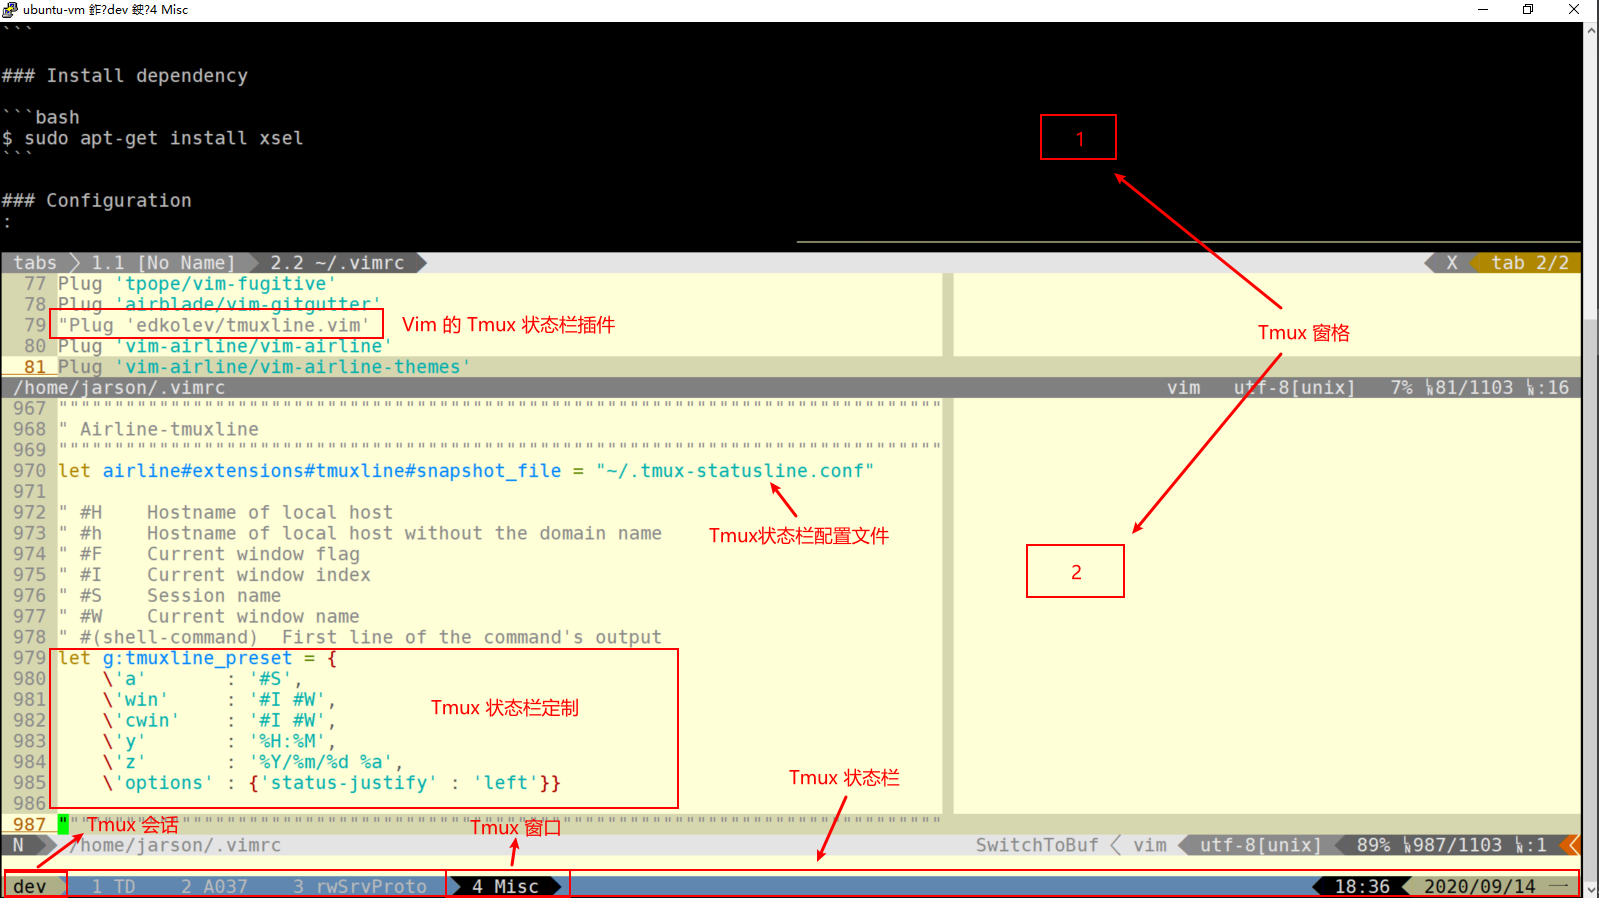 ubuntu-vm 鈼?dev 鈹?4 Misc
```
### Install dependency
```bash
$ sudo apt-get install xsel
```
### Configuration
:
1
tabs 1.1 [No Name] 2.2 ~/.vimrc X tab 2/2
77 Plug 'tpope/vim-fugitive'
78 Plug 'airblade/vim-gitgutter'
79 "Plug 'edkolev/tmuxline.vim'
Vim 的 Tmux 状态栏插件
Tmux 窗格
80 Plug 'vim-airline/vim-airline'
81 Plug 'vim-airline/vim-airline-themes'
/home/jarson/.vimrc vim utf-8[unix] 7% ␤81/1103 ␤:16
967 """""""""""""""""""""""""""""""""""""""""""""""""""""""""""""""""""""""""""""""
968 " Airline-tmuxline
969 """""""""""""""""""""""""""""""""""""""""""""""""""""""""""""""""""""""""""""""
970 let airline#extensions#tmuxline#snapshot_file = "~/.tmux-statusline.conf"
971
972 " #H Hostname of local host
973 " #h Hostname of local host without the domain name
Tmux状态栏配置文件
974 " #F Current window flag
975 " #I Current window index
2
976 " #S Session name
977 " #W Current window name
978 " #(shell-command) First line of the command's output
979 let g:tmuxline_preset = {
980 \'a' : '#S',
981 \'win' : '#I #W',
Tmux 状态栏定制
982 \'cwin' : '#I #W',
983 \'y' : '%H:%M',
984 \'z' : '%Y/%m/%d %a',
985 \'options' : {'status-justify' : 'left'}}
Tmux 状态栏
986
987 """""""""""""""""""""""""""""""""""""""""""""""""""""""""""""""""""""""""""""""
Tmux 会话
Tmux 窗口
N /home/jarson/.vimrc SwitchToBuf vim utf-8[unix] 89% ␤987/1103 ␤:1
dev 1 TD 2 A037 3 rwSrvProto 4 Misc 18:36 2020/09/14 一